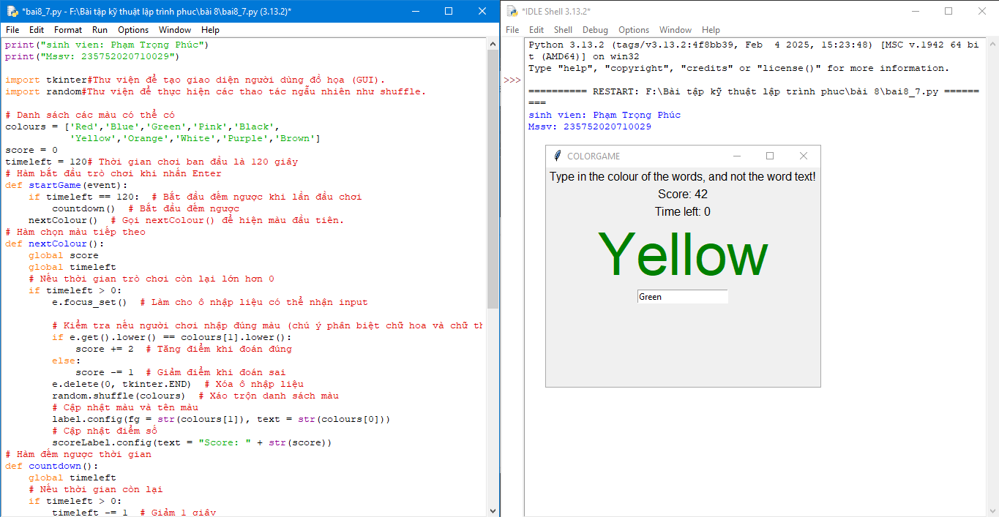 *bai8_7.py - F:\Bài tập kỹ thuật lập trình phuc\bài 8\bai8_7.py (3.13.2)*
File Edit Format Run Options Window Help
print("sinh vien: Phạm Trọng Phúc")
print("Mssv: 235752020710029")
import tkinter#Thư viện để tạo giao diện người dùng đồ họa (GUI).
import random#Thư viện để thực hiện các thao tác ngẫu nhiên như shuffle.
# Danh sách các màu có thể có
colours = ['Red','Blue','Green','Pink','Black',
'Yellow','Orange','White','Purple','Brown']
score = 0
timeleft = 120# Thời gian chơi ban đầu là 120 giây
# Hàm bắt đầu trò chơi khi nhấn Enter
def startGame(event):
if timeleft == 120:  # Bắt đầu đếm ngược khi lần đầu chơi
countdown()  # Bắt đầu đếm ngược
nextColour()  # Gọi nextColour() để hiện màu đầu tiên.
# Hàm chọn màu tiếp theo
def nextColour():
global score
global timeleft
# Nếu thời gian trò chơi còn lại lớn hơn 0
if timeleft > 0:
e.focus_set()  # Làm cho ô nhập liệu có thể nhận input
# Kiểm tra nếu người chơi nhập đúng màu (chú ý phân biệt chữ hoa và chữ th
if e.get().lower() == colours[1].lower():
score += 2  # Tăng điểm khi đoán đúng
else:
score -= 1  # Giảm điểm khi đoán sai
e.delete(0, tkinter.END)  # Xóa ô nhập liệu
random.shuffle(colours)  # Xáo trộn danh sách màu
# Cập nhật màu và tên màu
label.config(fg = str(colours[1]), text = str(colours[0]))
# Cập nhật điểm số
scoreLabel.config(text = "Score: " + str(score))
# Hàm đếm ngược thời gian
def countdown():
global timeleft
# Nếu thời gian còn lại
if timeleft > 0:
timeleft -= 1  # Giảm 1 giây
*IDLE Shell 3.13.2*
File Edit Shell Debug Options Window Help
Python 3.13.2 (tags/v3.13.2:4f8bb39, Feb  4 2025, 15:23:48) [MSC v.1942 64 bi
t (AMD64)] on win32
Type "help", "copyright", "credits" or "license()" for more information.
>>>
========== RESTART: F:\Bài tập kỹ thuật lập trình phuc\bài 8\bai8_7.py ======
===
sinh vien: Phạm Trọng Phúc
Mssv: 235752020710029
COLORGAME
Type in the colour of the words, and not the word text!
Score: 42
Time left: 0
Yellow
Green